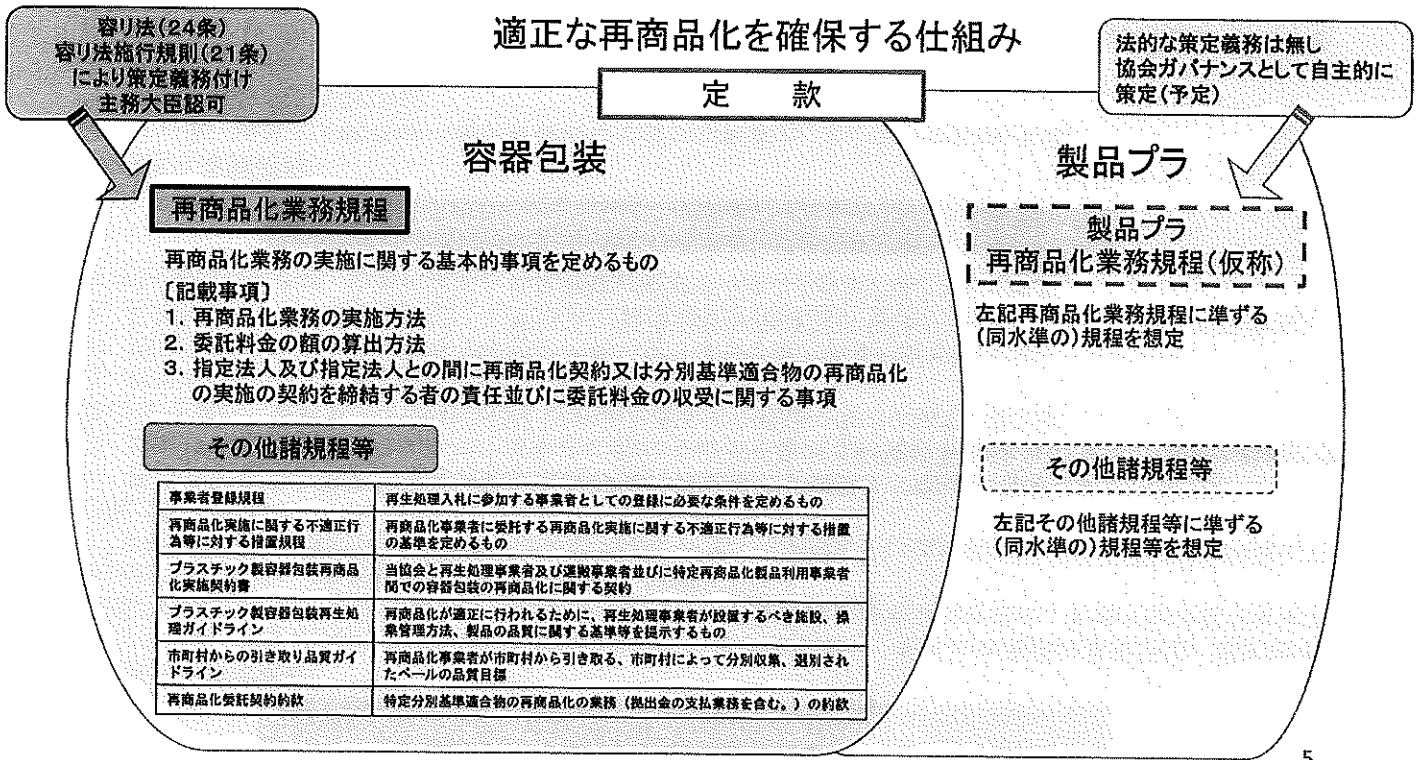 適正な再商品化を確保する仕組み
容リ法(24条)
容リ法施行規則(21条)
により策定義務付け
主務大臣認可
法的な策定義務は無し
協会ガバナンスとして自主的に
策定(予定)
定 款
容器包装
再商品化業務規程
再商品化業務の実施に関する基本的事項を定めるもの
〔記載事項〕
1. 再商品化業務の実施方法
2. 委託料金の額の算出方法
3. 指定法人及び指定法人との間に再商品化契約又は分別基準適合物の再商品化
の実施の契約を締結する者の責任並びに委託料金の収受に関する事項
その他諸規程等
事業者登録規程
再生処理入札に参加する事業者としての登録に必要な条件を定めるもの
再商品化実施に関する不適正行
為等に対する措置規程
再商品化事業者に委託する再商品化実施に関する不適正行為等に対する措置
の基準を定めるもの
プラスチック製容器包装再商品
化実施契約書
当協会と再生処理事業者及び運搬事業者並びに特定再商品化製品利用事業者
間での容器包装の再商品化に関する契約
プラスチック製容器包装再生処
理ガイドライン
再商品化が適正に行われるために、再生処理事業者が設置するべき施設、操
業管理方法、製品の品質に関する基準等を提示するもの
市町村からの引き取り品質ガイ
ドライン
再商品化事業者が市町村から引き取る、市町村によって分別収集、選別され
たベールの品質目標
再商品化委託契約約款
特定分別基準適合物の再商品化の業務（拠出金の支払業務を含む。）の約款
製品プラ
製品プラ
再商品化業務規程(仮称)
左記再商品化業務規程に準ずる
(同水準の)規程を想定
その他諸規程等
左記その他諸規程等に準ずる
(同水準の)規程等を想定
5